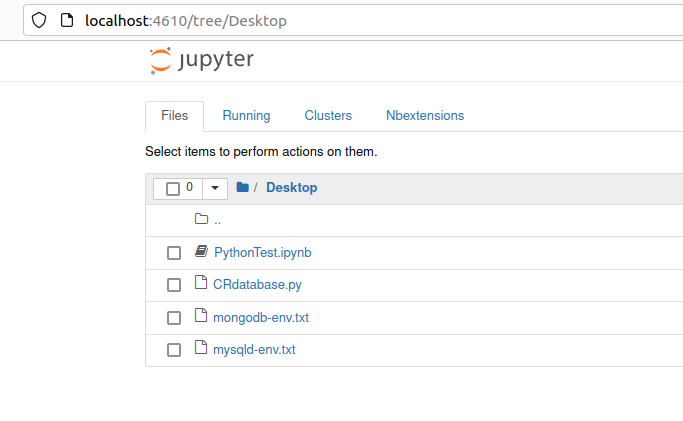 localhost:4610/tree/Desktop
jupyter
Files Running Clusters Nbextensions
Select items to perform actions on them.
0 / Desktop
..
PythonTest.ipynb
CRdatabase.py
mongodb-env.txt
mysqld-env.txt